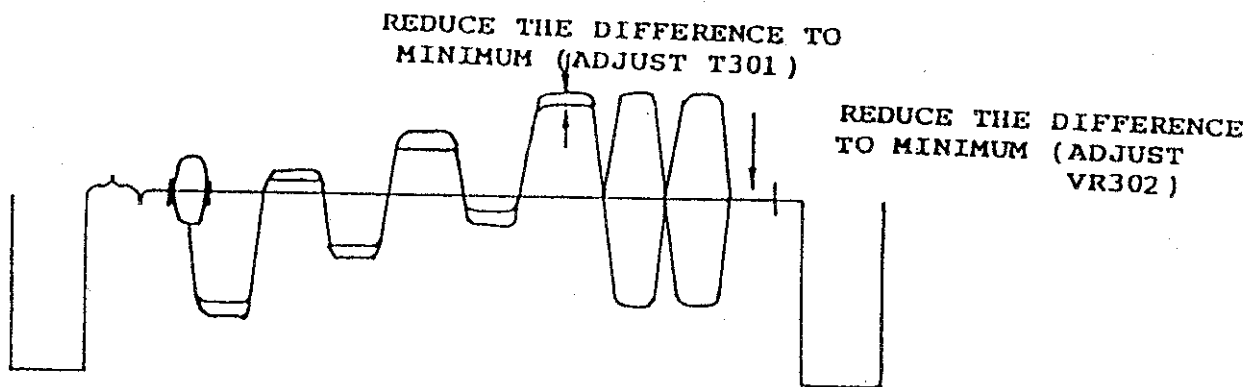 REDUCE THE DIFFERENCE TO
MINIMUM (ADJUST T301)
REDUCE THE DIFFERENCE
TO MINIMUM (ADJUST
VR302)